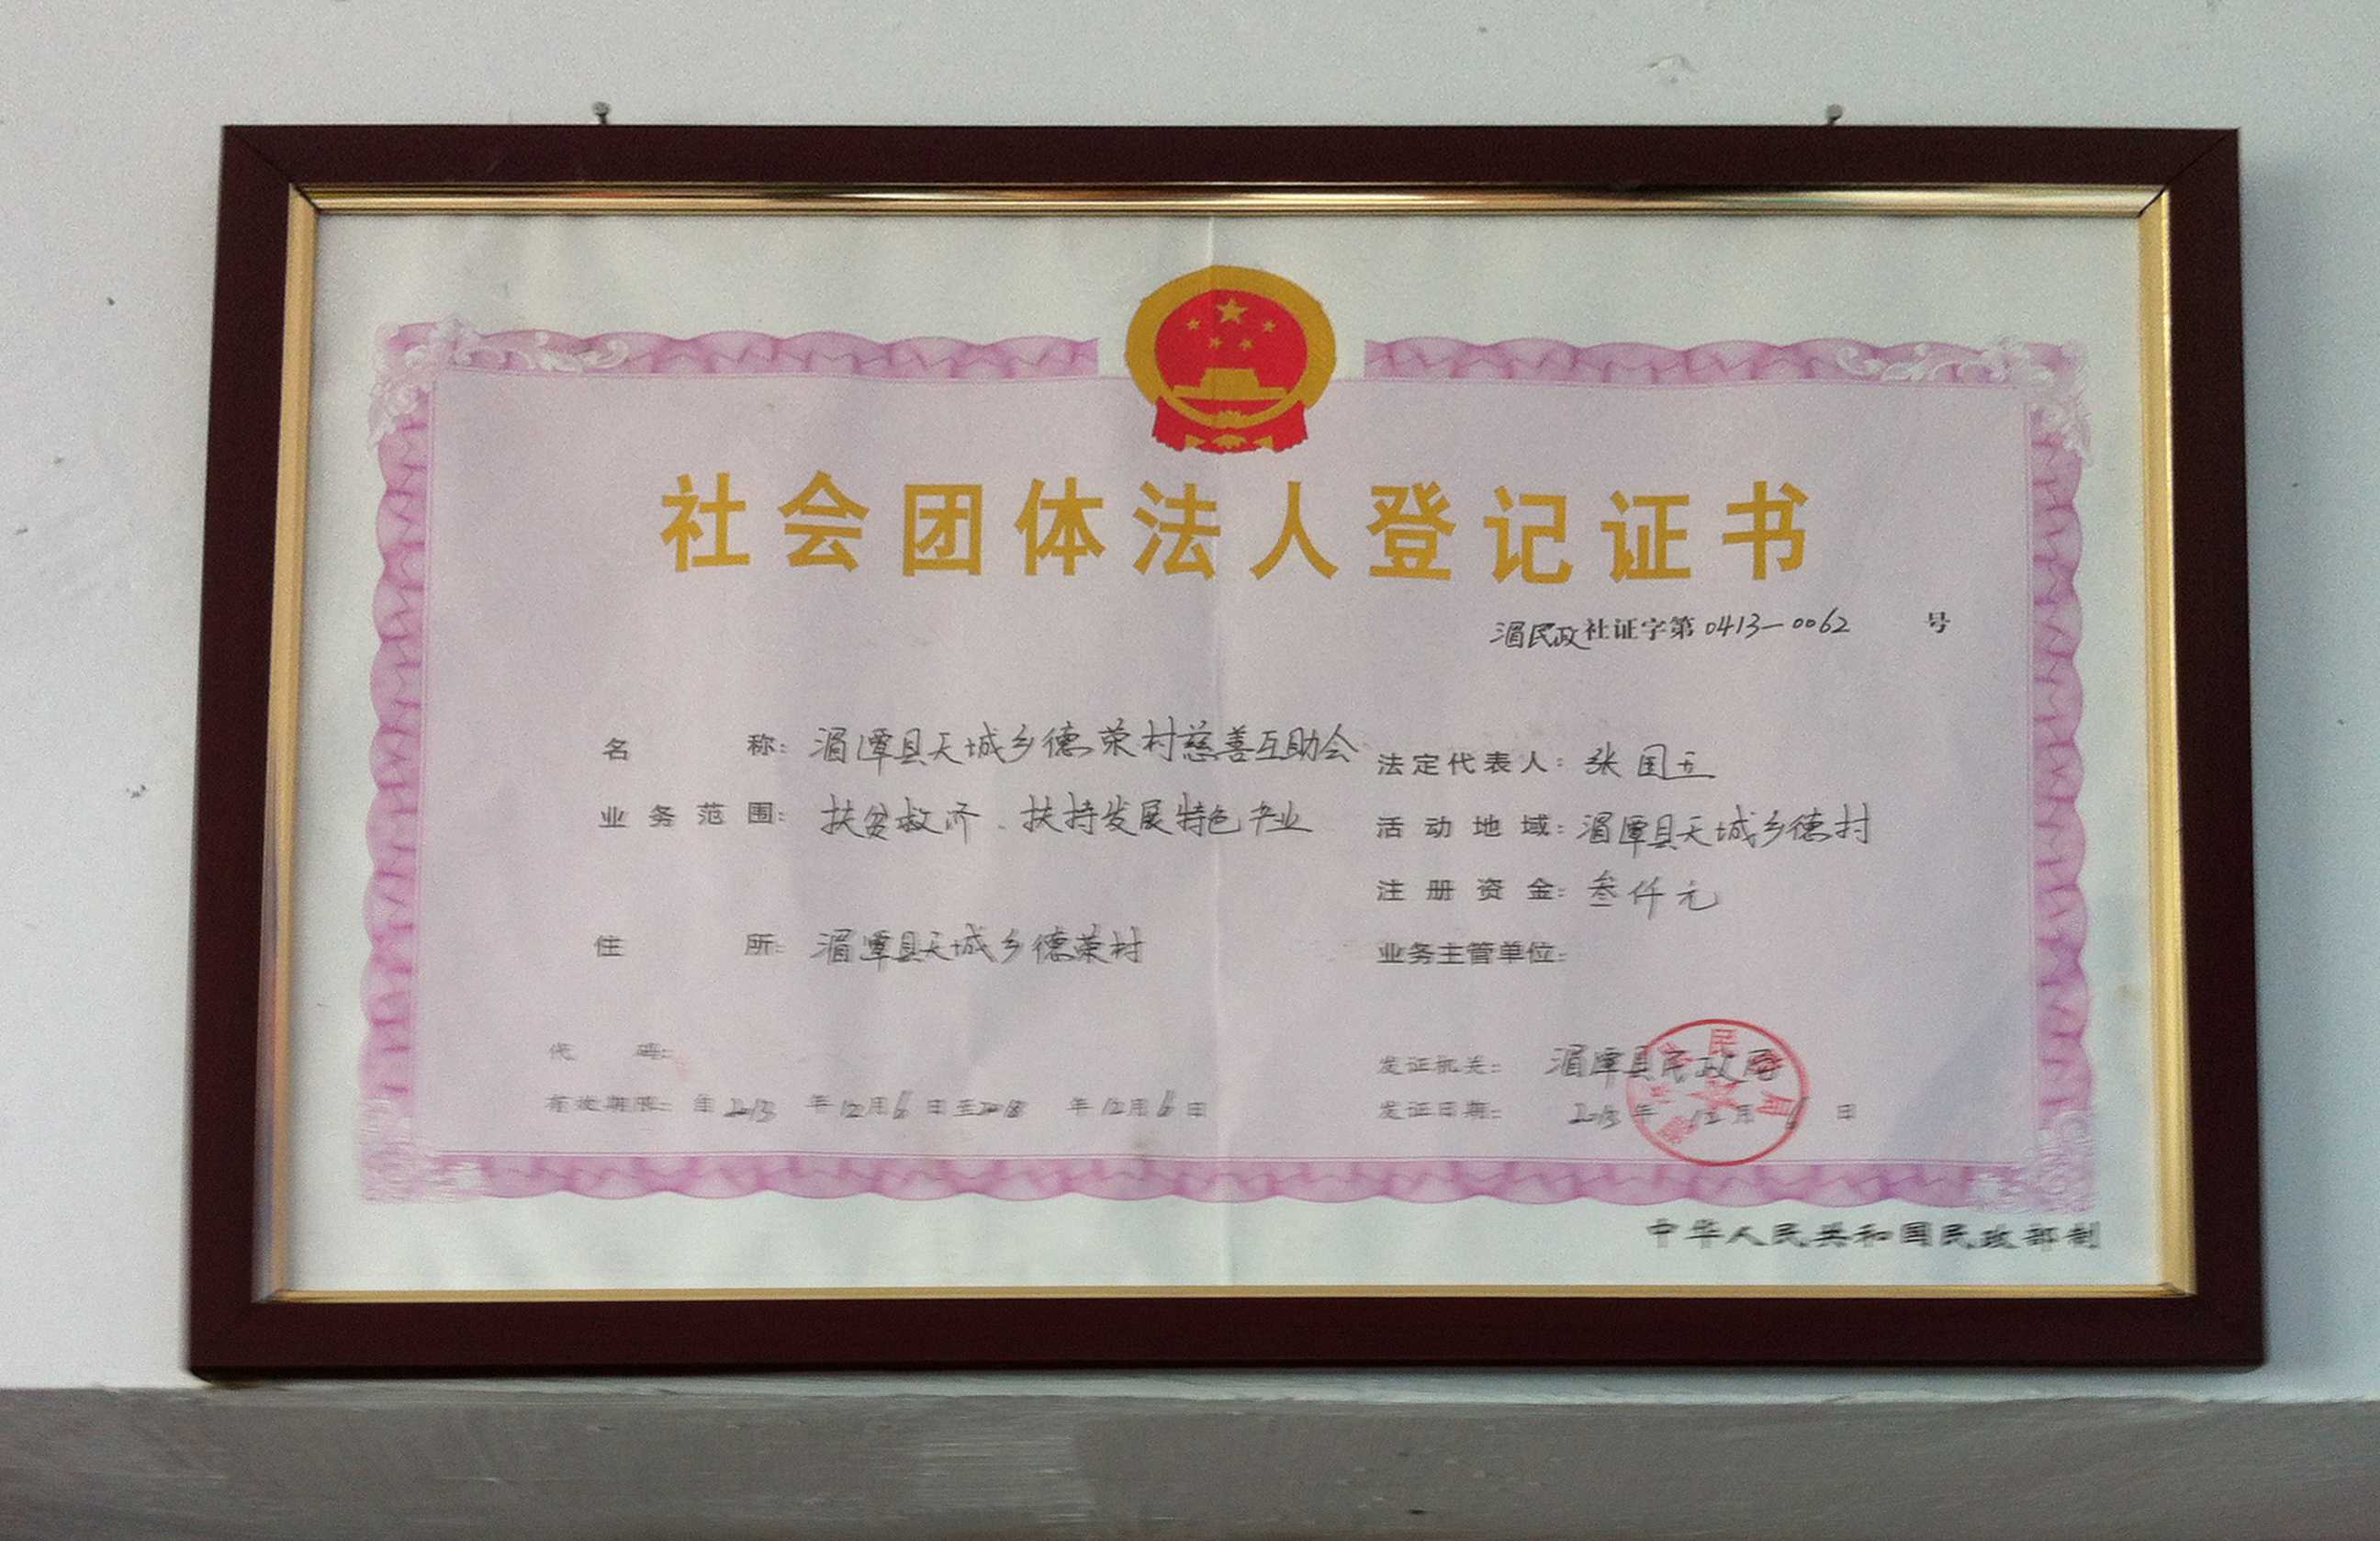 社会团体法人登记证书
湄民政社证字第0413-0062号
名称：湄潭县天城乡德荣村慈善互助会
法定代表人：张国立
业务范围：扶贫救济、扶持发展特色产业
活动地域：湄潭县天城乡德村
注册资金：叁仟元
住所：湄潭县天城乡德荣村
业务主管单位：
代码：
发证机关：湄潭县民政局
有效期限：自2013年12月6日至2018年12月6日
发证日期：2013年12月6日
中华人民共和国民政部制